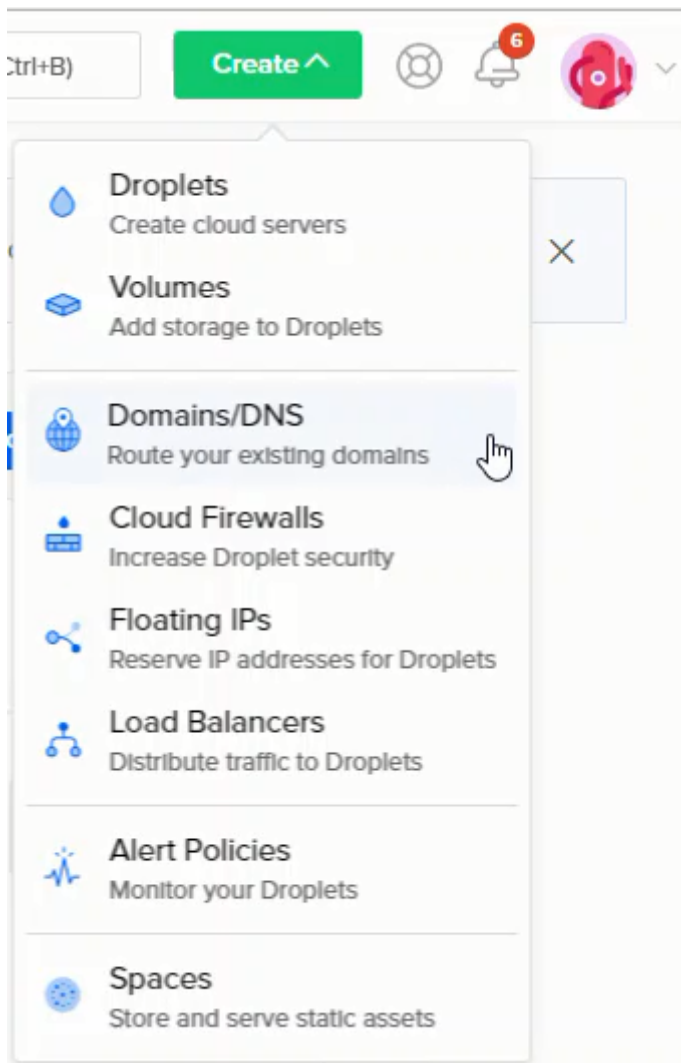 Ctrl+B)
Create
6
Droplets
Create cloud servers
Volumes
Add storage to Droplets
Domains/DNS
Route your existing domains
Cloud Firewalls
Increase Droplet security
Floating IPs
Reserve IP addresses for Droplets
Load Balancers
Distribute traffic to Droplets
Alert Policies
Monitor your Droplets
Spaces
Store and serve static assets